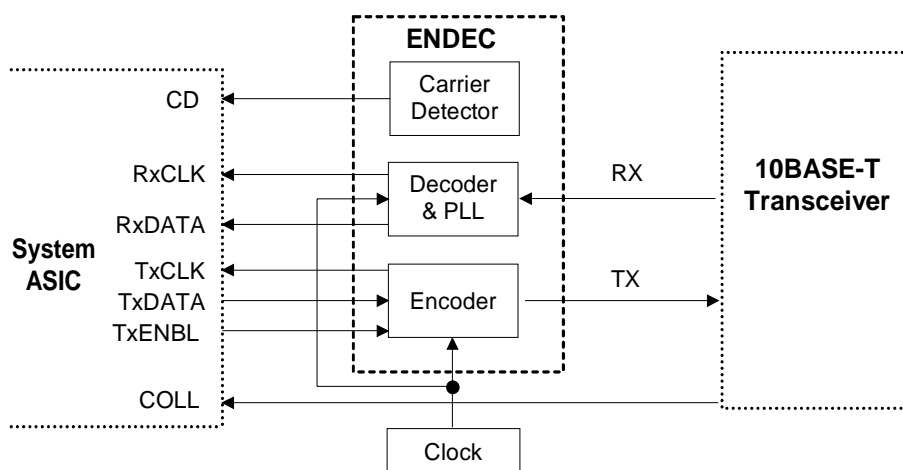 ENDEC
Carrier
Detector
CD
RxCLK
RxDATA
Decoder
& PLL
RX
10BASE-T
Transceiver
System
ASIC
TxCLK
TxDATA
TxENBL
Encoder
TX
COLL
Clock